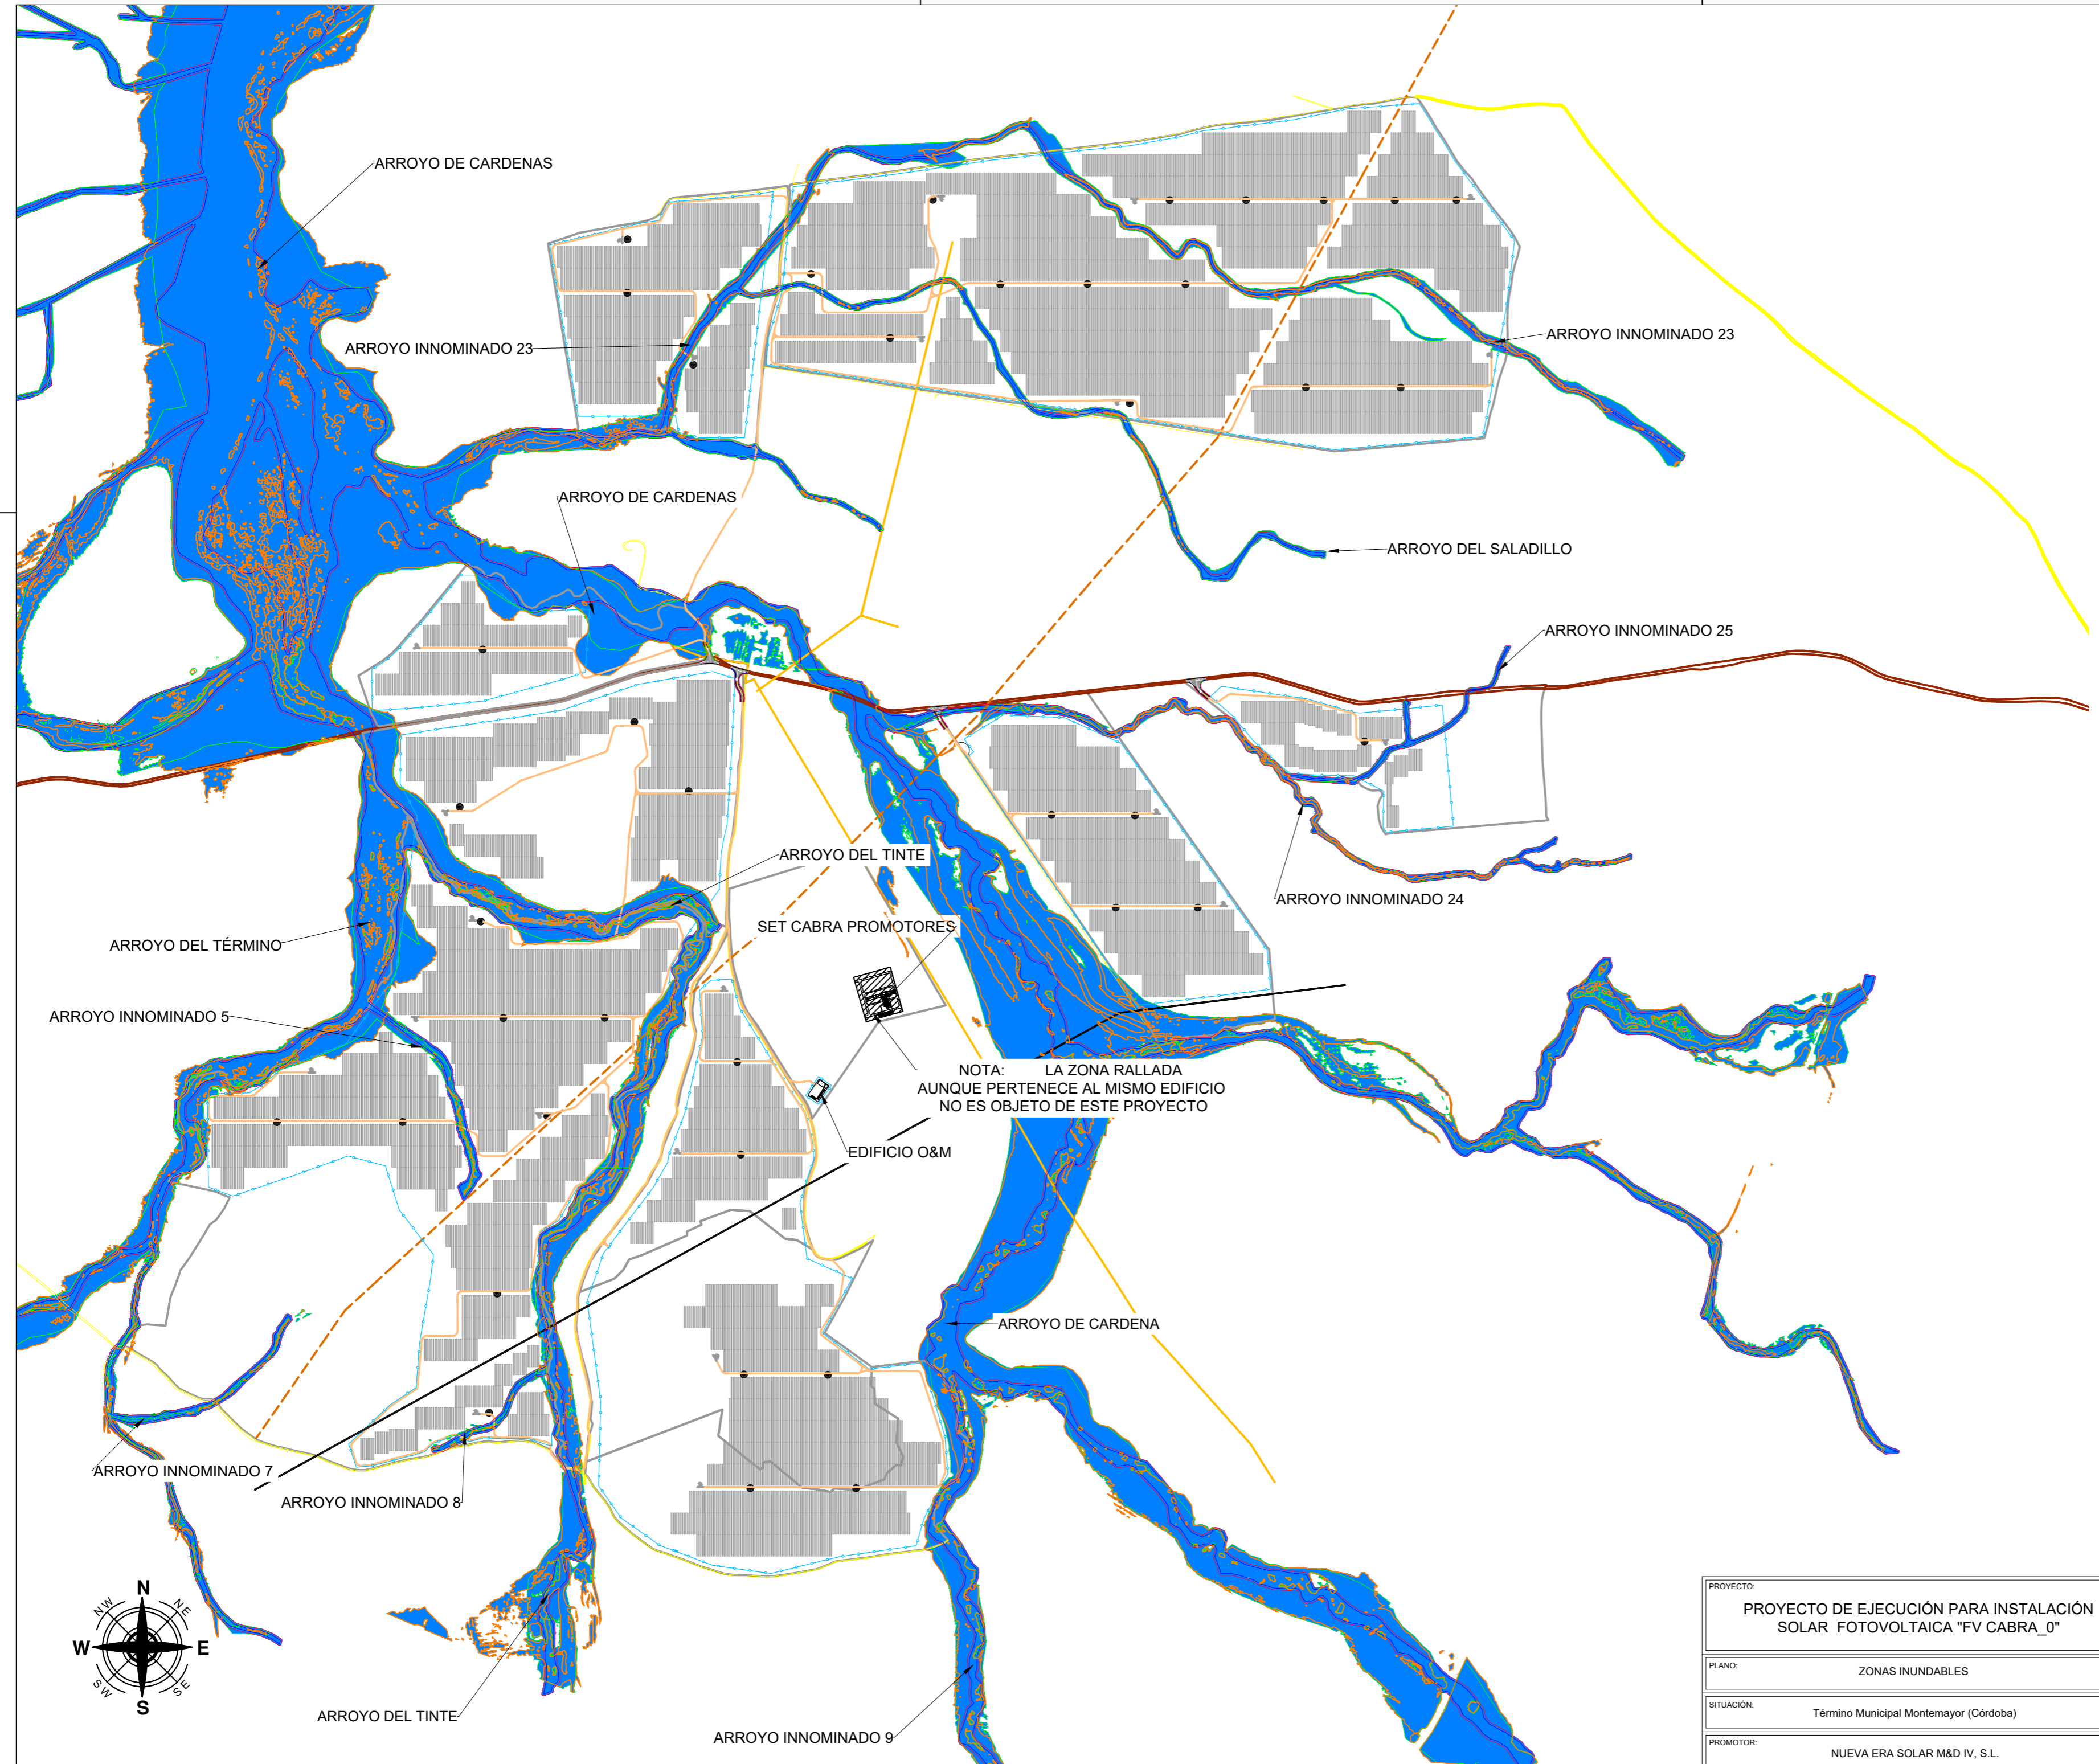 ARROYO DE CARDENAS
ARROYO INNOMINADO 23
ARROYO INNOMINADO 23
ARROYO DE CARDENAS
ARROYO DEL SALADILLO
ARROYO INNOMINADO 25
ARROYO DEL TINTE
ARROYO INNOMINADO 24
SET CABRA PROMOTORES
ARROYO DEL TÉRMINO
ARROYO INNOMINADO 5
NOTA: LA ZONA RALLADA
AUNQUE PERTENECE AL MISMO EDIFICIO
NO ES OBJETO DE ESTE PROYECTO
EDIFICIO O&M
ARROYO DE CARDENA
ARROYO INNOMINADO 7
ARROYO INNOMINADO 8
N
NW
NE
W
E
SW
SE
S
ARROYO DEL TINTE
ARROYO INNOMINADO 9
PROYECTO:
PROYECTO DE EJECUCIÓN PARA INSTALACIÓN
SOLAR FOTOVOLTAICA "FV CABRA_0"
PLANO:
ZONAS INUNDABLES
SITUACIÓN:
Término Municipal Montemayor (Córdoba)
PROMOTOR:
NUEVA ERA SOLAR M&D IV, S.L.